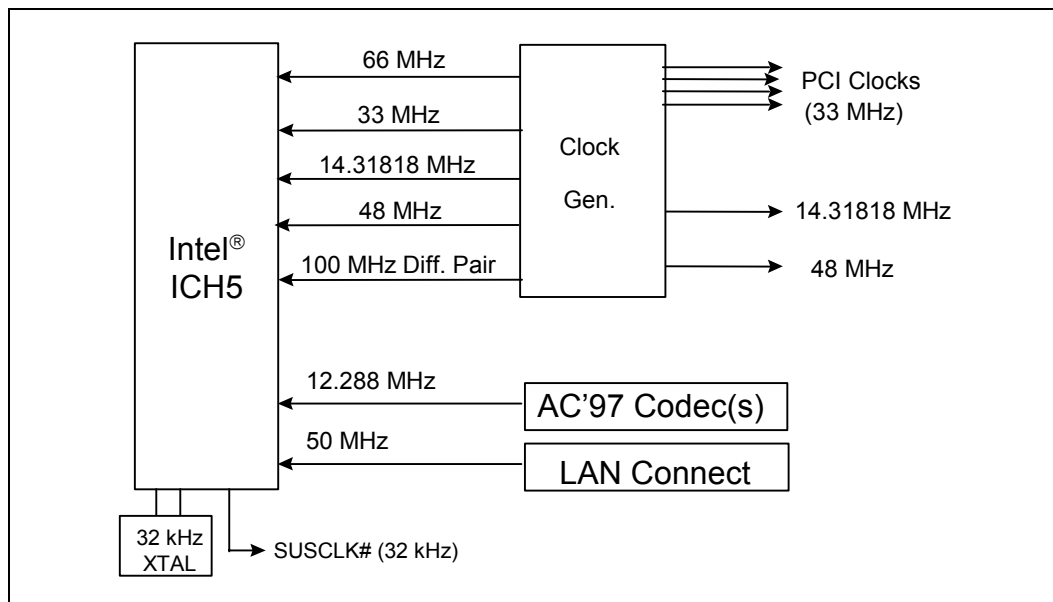 66 MHz
33 MHz
14.31818 MHz
48 MHz
100 MHz Diff. Pair
Intel®
ICH5
Clock
Gen.
PCI Clocks
(33 MHz)
14.31818 MHz
48 MHz
12.288 MHz
AC’97 Codec(s)
50 MHz
LAN Connect
32 kHz
XTAL
SUSCLK# (32 kHz)